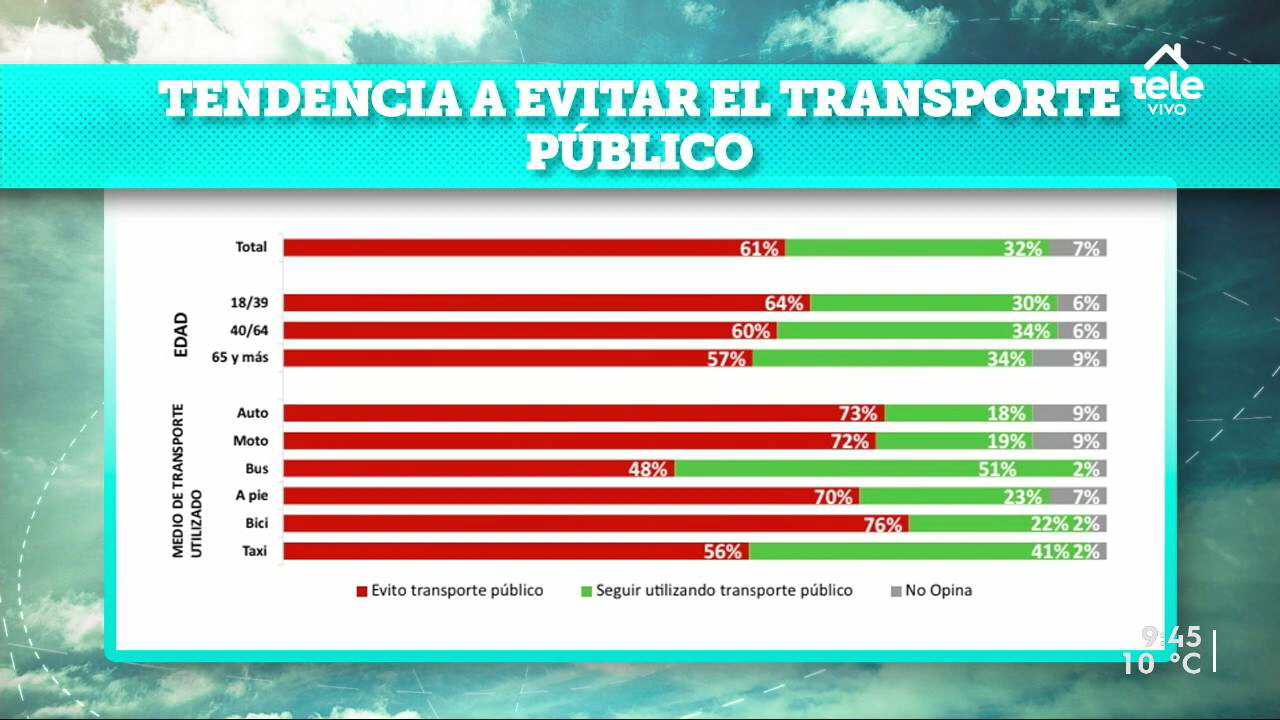 TENDENCIA A EVITAR EL TRANSPORTE
PÚBLICO
tele
VIVO
Total 61% 32% 7%
EDAD
18/39 64% 30% 6%
40/64 60% 34% 6%
65 y más 57% 34% 9%
MEDIO DE TRANSPORTE
UTILIZADO
Auto 73% 18% 9%
Moto 72% 19% 9%
Bus 48% 51% 2%
A pie 70% 23% 7%
Bici 76% 22% 2%
Taxi 56% 41% 2%
Evito transporte público Seguir utilizando transporte público No Opina
9:45
10 °C